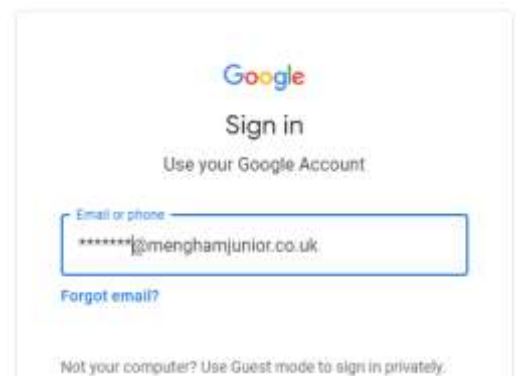 Google
Sign in
Use your Google Account
Email or phone
*******@menghamjunior.co.uk
Forgot email?
Not your computer? Use Guest mode to sign in privately.